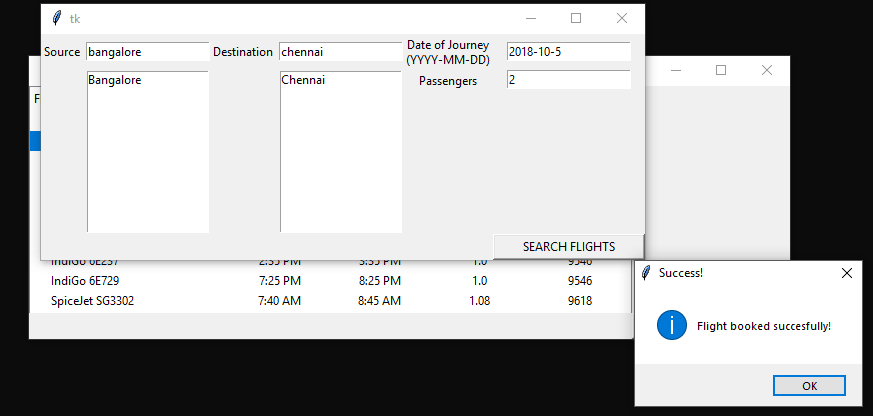 tk
Source bangalore Destination chennai Date of Journey (YYYY-MM-DD) 2018-10-5
Bangalore Chennai Passengers 2
SEARCH FLIGHTS
F
IndiGo 6E237 2:35 PM 3:35 PM 1.0 9546
IndiGo 6E729 7:25 PM 8:25 PM 1.0 9546
SpiceJet SG3302 7:40 AM 8:45 AM 1.08 9618
Success!
Flight booked succesfully!
OK